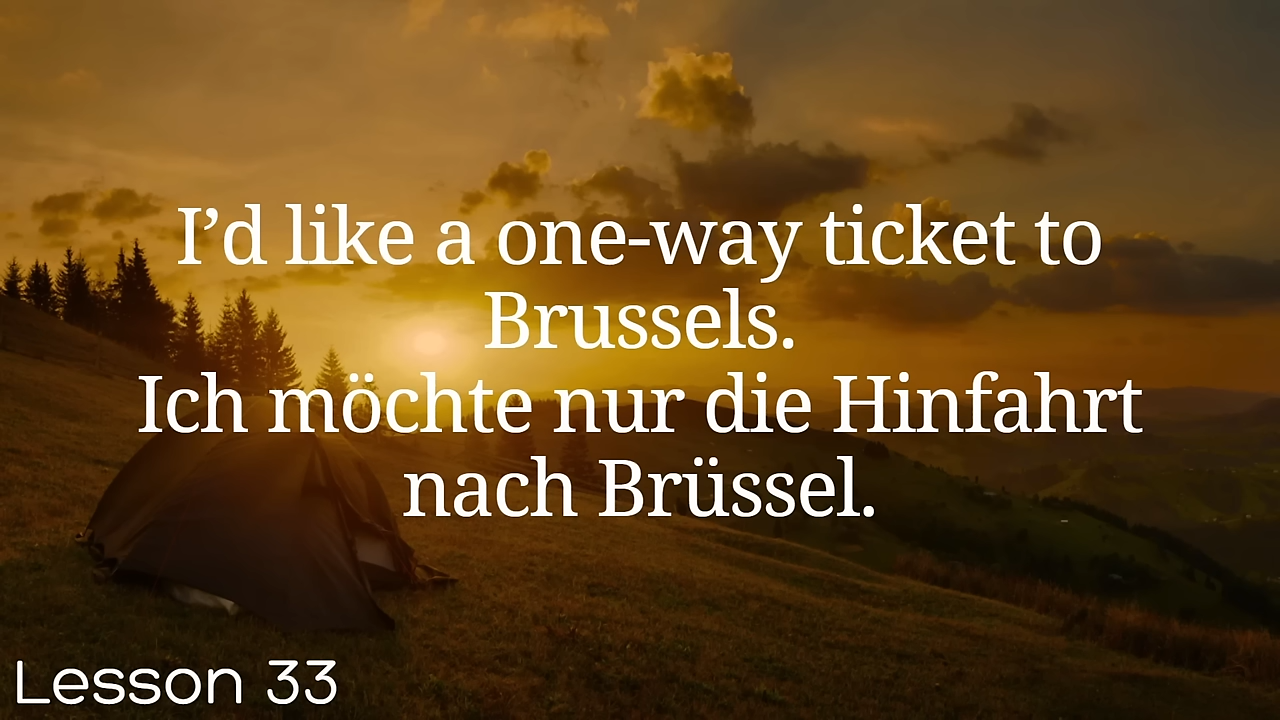 I’d like a one-way ticket to
Brussels.
Ich möchte nur die Hinfahrt
nach Brüssel.
Lesson 33